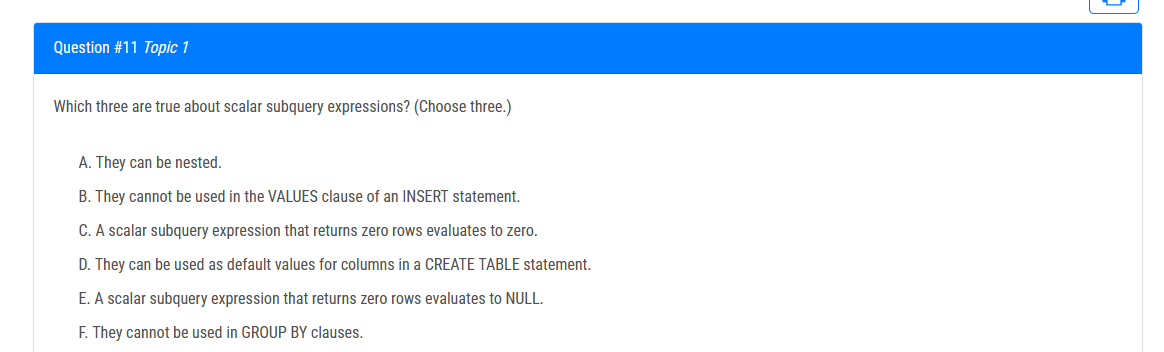 Question #11 Topic 1
Which three are true about scalar subquery expressions? (Choose three.)
A. They can be nested.
B. They cannot be used in the VALUES clause of an INSERT statement.
C. A scalar subquery expression that returns zero rows evaluates to zero.
D. They can be used as default values for columns in a CREATE TABLE statement.
E. A scalar subquery expression that returns zero rows evaluates to NULL.
F. They cannot be used in GROUP BY clauses.